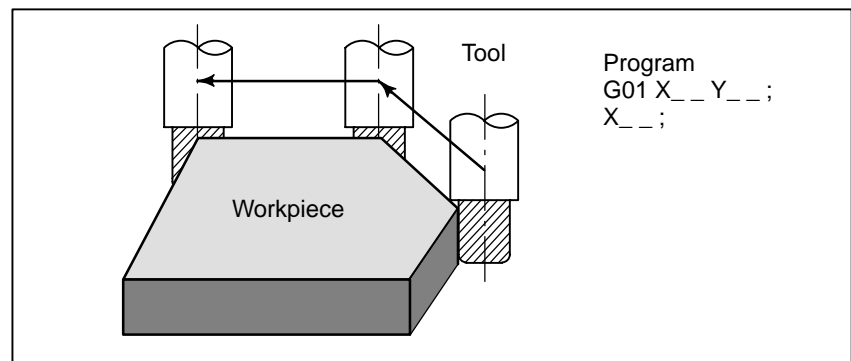 Tool
Program
G01 X_ _ Y_ _ ;
X_ _ ;
Workpiece